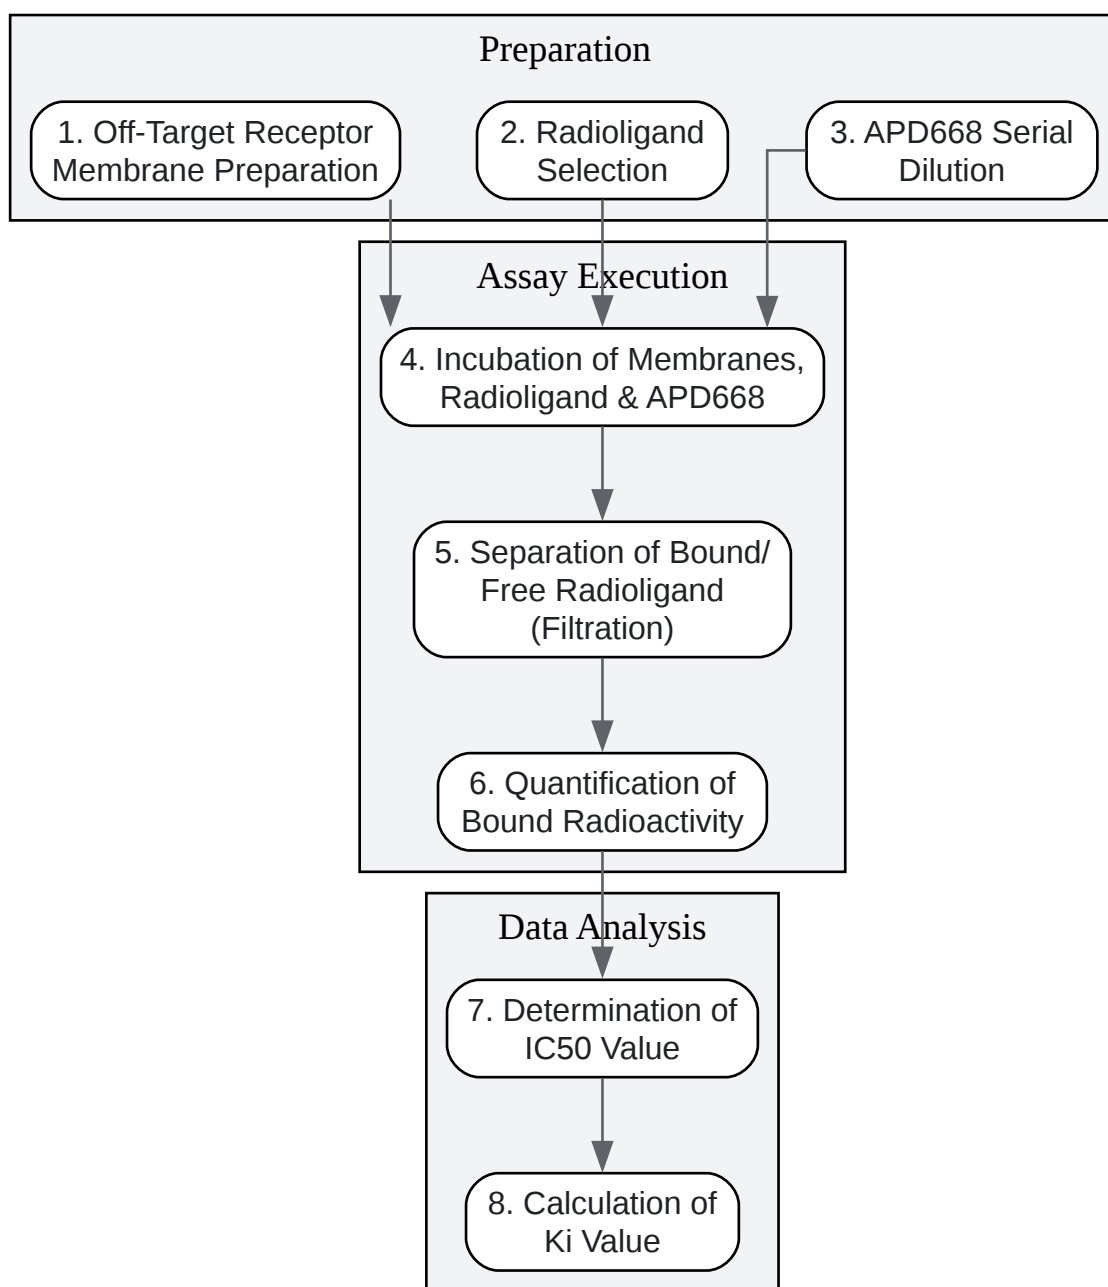 Preparation
1. Off-Target Receptor
Membrane Preparation
2. Radioligand
Selection
3. APD668 Serial
Dilution
Assay Execution
4. Incubation of Membranes,
Radioligand & APD668
5. Separation of Bound/
Free Radioligand
(Filtration)
6. Quantification of
Bound Radioactivity
Data Analysis
7. Determination of
IC50 Value
8. Calculation of
Ki Value